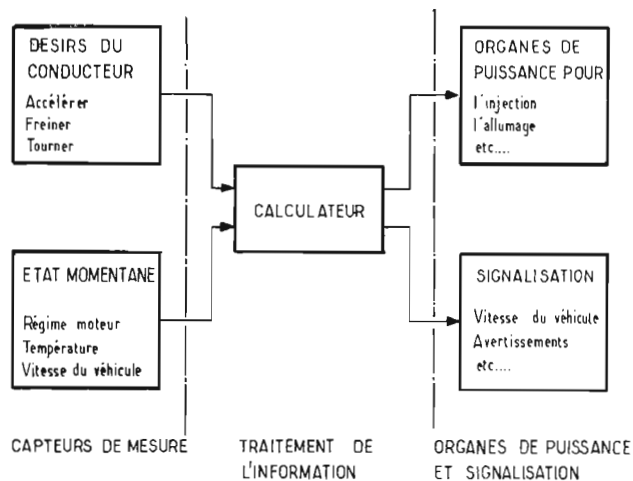 DESIRS DU
CONDUCTEUR
Accélérer
Freiner
Tourner
ORGANES DE
PUISSANCE POUR
l'injection
l'allumage
etc....
CALCULATEUR
ETAT MOMENTANE
Régime moteur
Température
Vitesse du véhicule
SIGNALISATION
Vitesse du véhicule
Avertissements
etc....
CAPTEURS DE MESURE
TRAITEMENT DE
L'INFORMATION
ORGANES DE PUISSANCE
ET SIGNALISATION